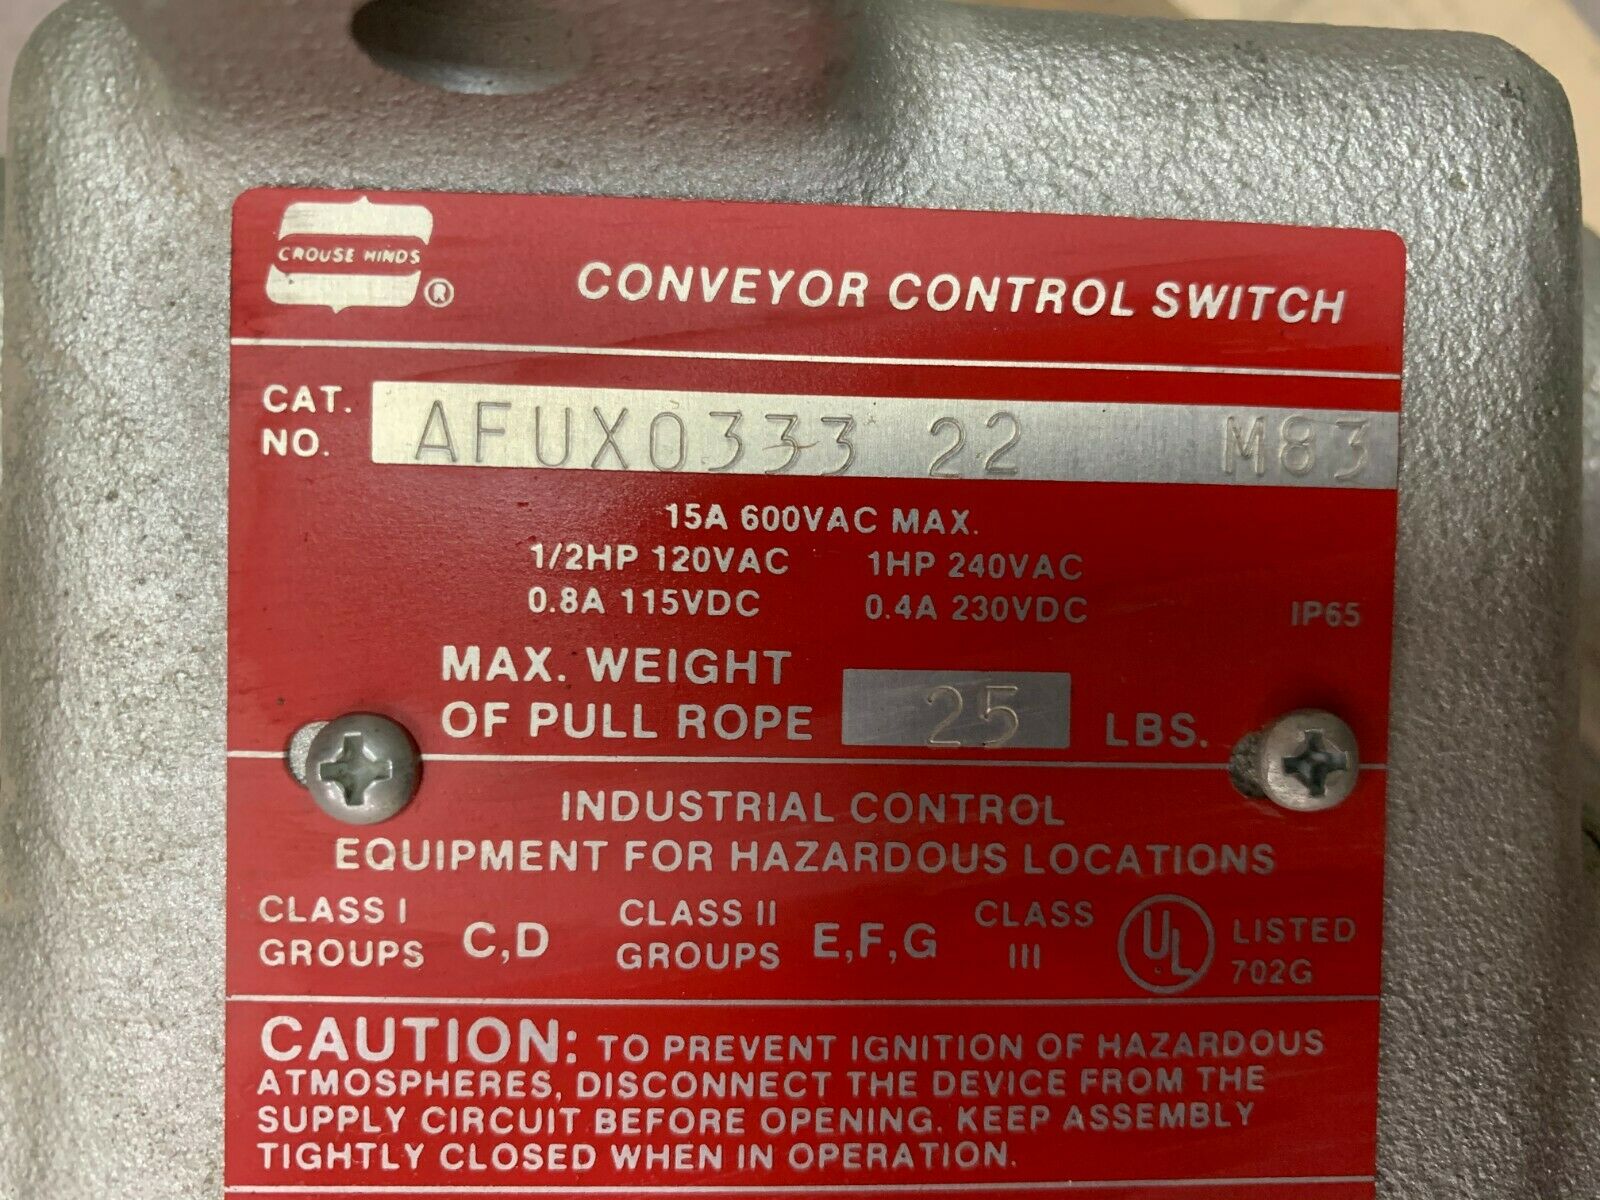 CROUSE HINDS ®
CONVEYOR CONTROL SWITCH
CAT. NO. AFUX0333 22 M83
15A 600VAC MAX.
1/2HP 120VAC 1HP 240VAC
0.8A 115VDC 0.4A 230VDC IP65
MAX. WEIGHT
OF PULL ROPE 25 LBS.
INDUSTRIAL CONTROL
EQUIPMENT FOR HAZARDOUS LOCATIONS
CLASS I GROUPS C,D CLASS II GROUPS E,F,G CLASS III UL LISTED 702G
CAUTION: TO PREVENT IGNITION OF HAZARDOUS
ATMOSPHERES, DISCONNECT THE DEVICE FROM THE
SUPPLY CIRCUIT BEFORE OPENING. KEEP ASSEMBLY
TIGHTLY CLOSED WHEN IN OPERATION.